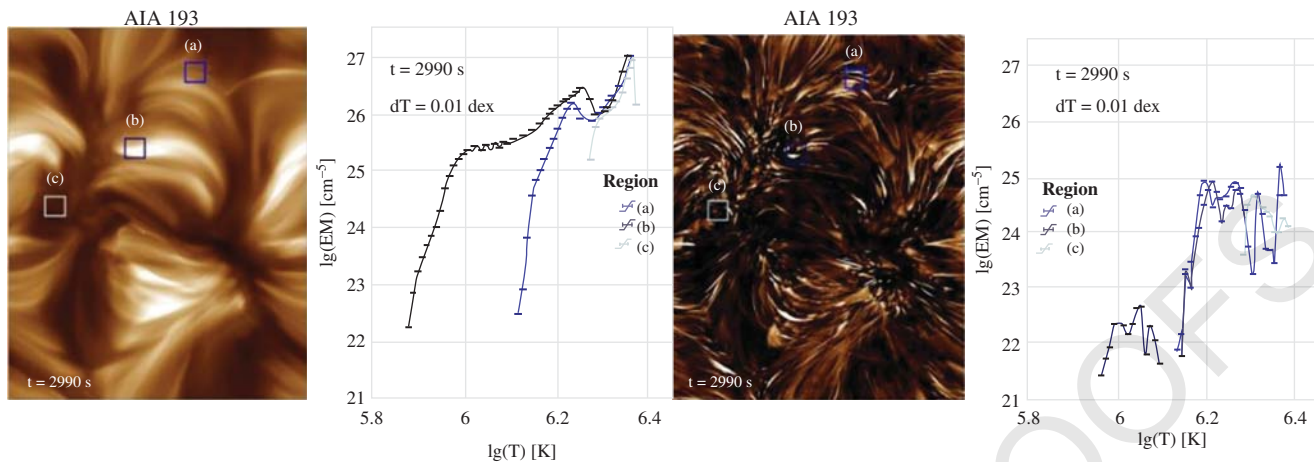 AIA 193
(a)
(b)
(c)
t = 2990 s
27
26
25
24
23
22
21
lg(EM) [cm⁻⁵]
t = 2990 s
dT = 0.01 dex
Region
(a)
(b)
(c)
5.8
6
6.2
6.4
lg(T) [K]
AIA 193
(a)
(b)
(c)
t = 2990 s
27
26
25
24
23
22
21
lg(EM) [cm⁻⁵]
t = 2990 s
dT = 0.01 dex
Region
(a)
(b)
(c)
5.8
6
6.2
6.4
lg(T) [K]
OOFS